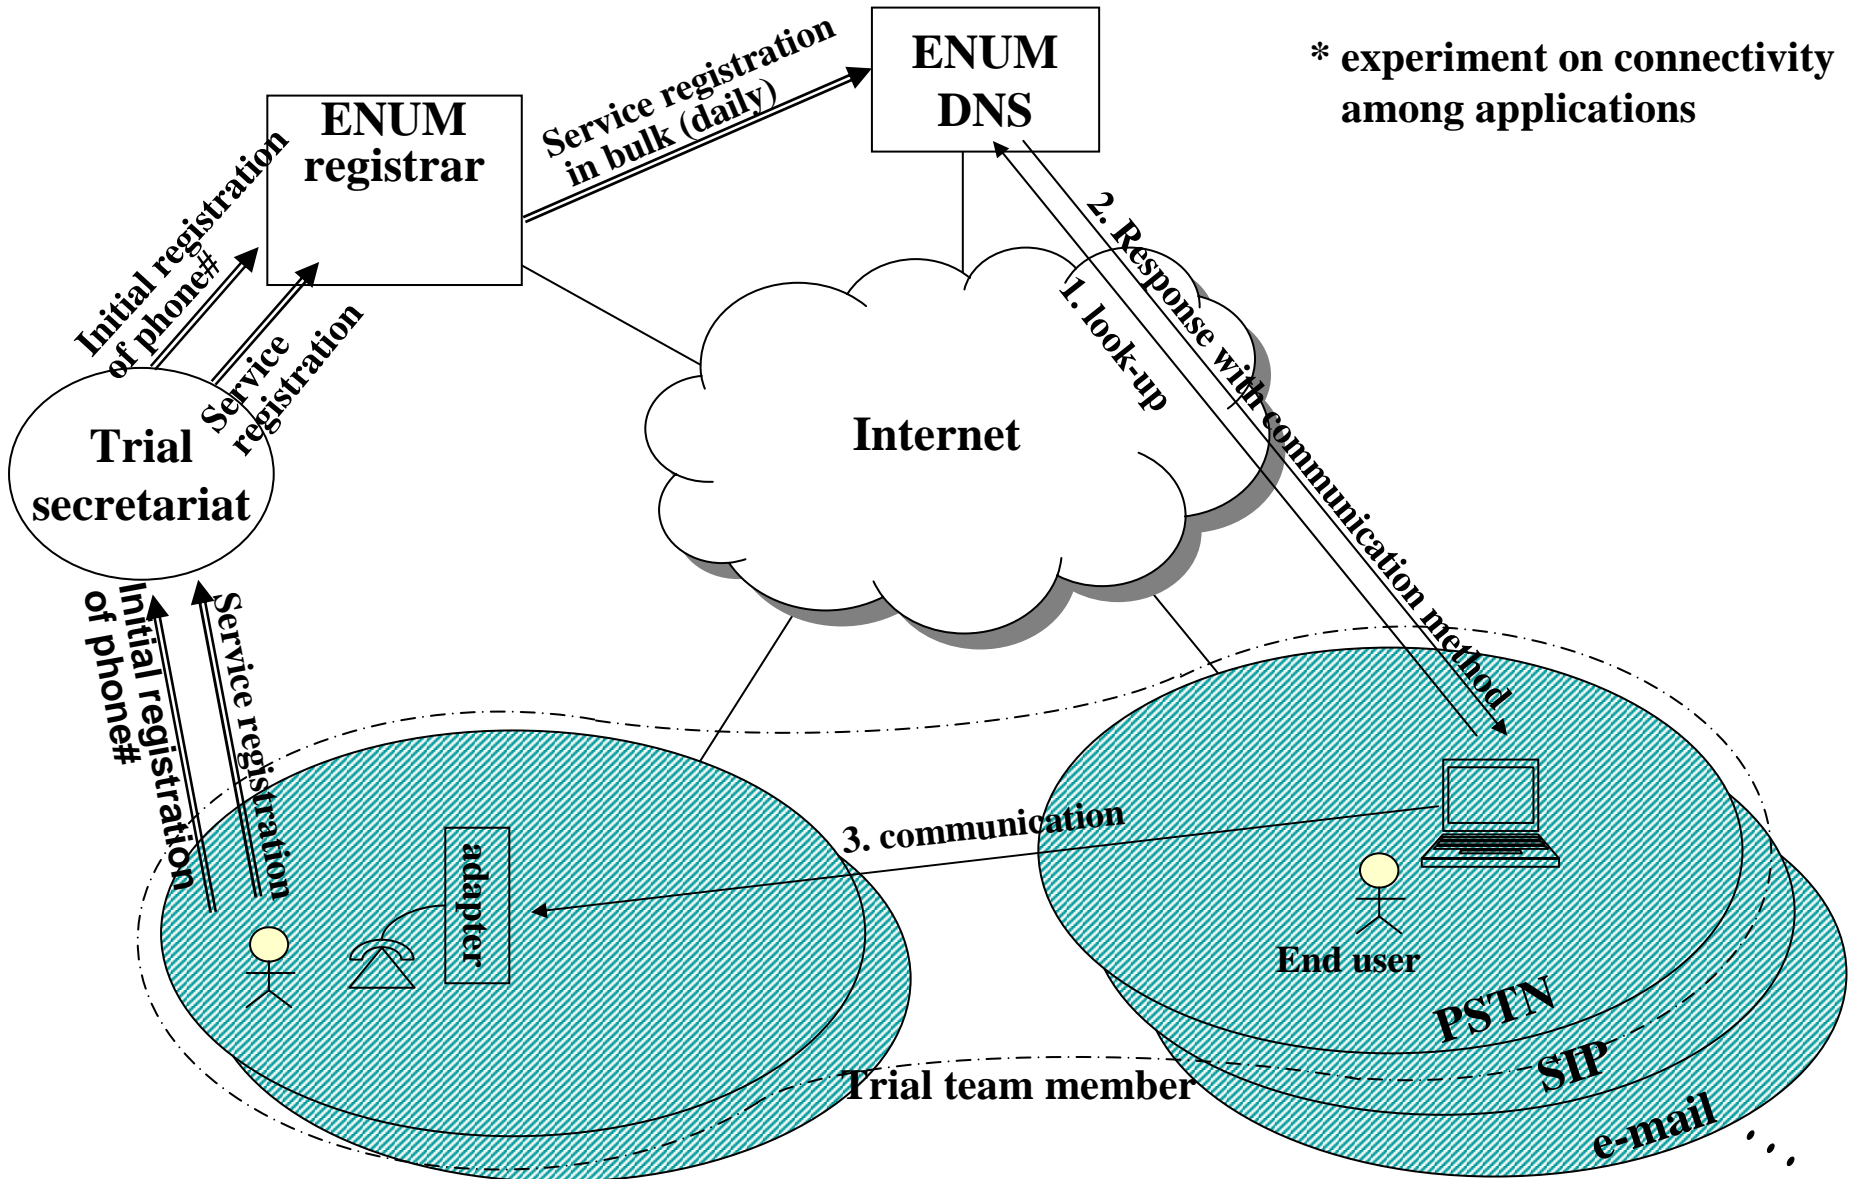 ENUM
DNS
* experiment on connectivity
among applications
Service registration
in bulk (daily)
ENUM
registrar
Initial registration
of phone#
Service
registration
2. Response with communication method
1. look-up
Internet
Trial
secretariat
Initial registration
of phone#
Service registration
3. communication
adapter
End user
PSTN
SIP
e-mail
Trial team member